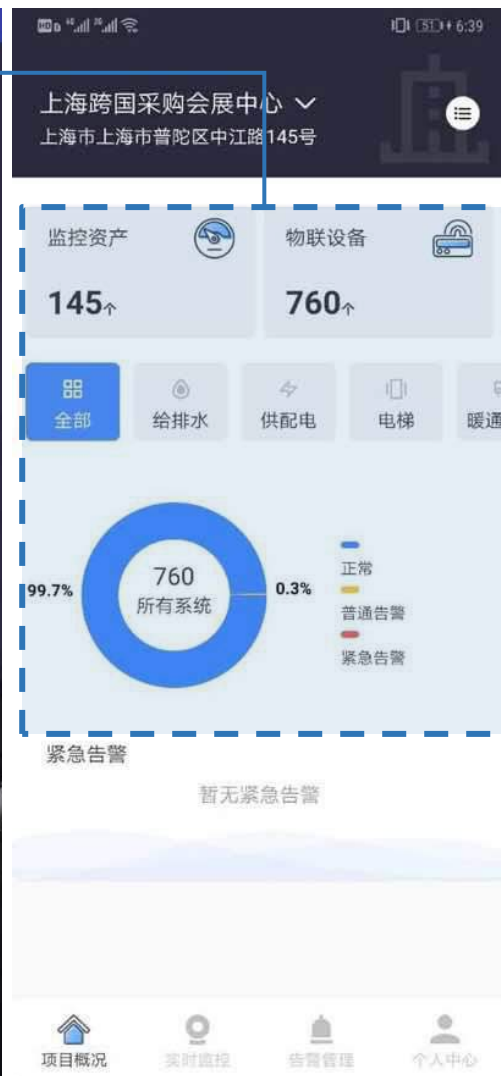 HD 46 26 51 6:39
上海跨国采购会展中心
上海市上海市普陀区中江路145号
监控资产 物联设备
145个 760个
全部 给排水 供配电 电梯 暖通
760
所有系统
99.7% 0.3%
正常
普通告警
紧急告警
紧急告警
暂无紧急告警
项目概况 实时监控 告警管理 个人中心